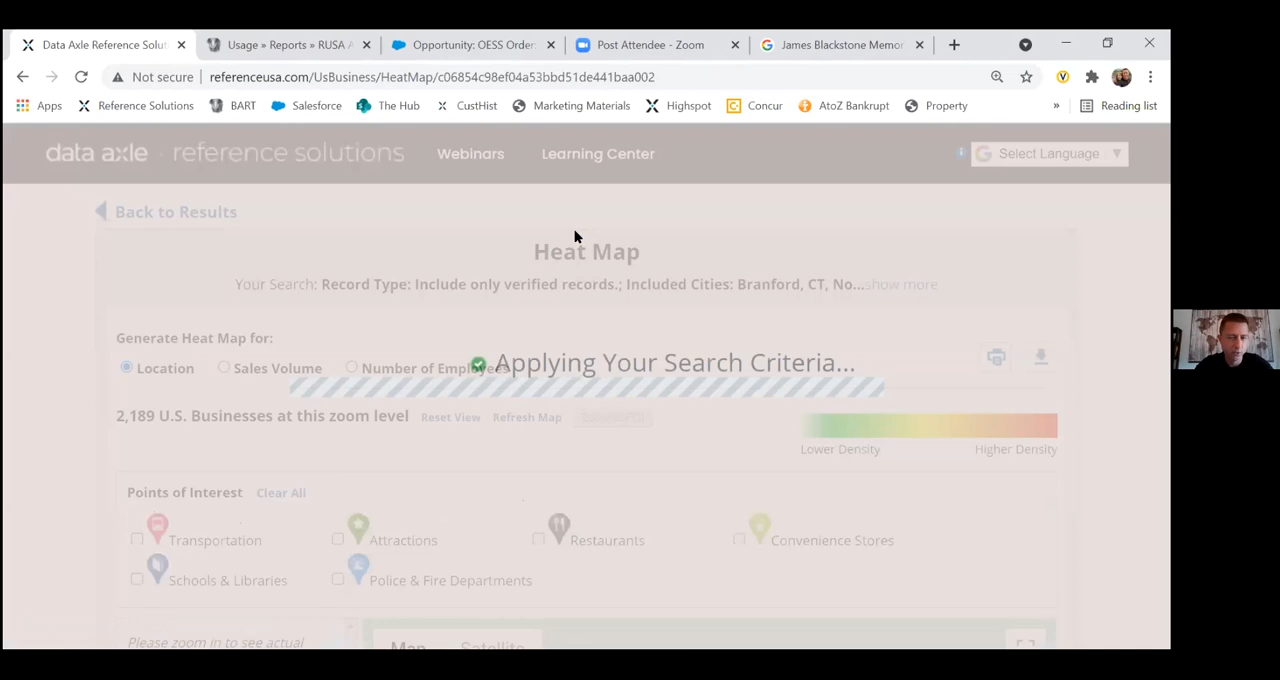 Data Axle Reference Solut
Usage » Reports » RUSA A
Opportunity: OESS Order:
Post Attendee - Zoom
James Blackstone Memor
Not secure
referenceusa.com/UsBusiness/HeatMap/c06854c98ef04a53bbd51de441baa002
Apps
Reference Solutions
BART
Salesforce
The Hub
CustHist
Marketing Materials
Highspot
Concur
AtoZ Bankrupt
Property
»
Reading list
data axle · reference solutions
Webinars
Learning Center
Select Language
Back to Results
Heat Map
Your Search: Record Type: Include only verified records.; Included Cities: Branford, CT, No...show more
Generate Heat Map for:
Location
Sales Volume
Number of Employees
Applying Your Search Criteria...
2,189 U.S. Businesses at this zoom level
Reset View
Refresh Map
Lower Density
Higher Density
Points of Interest
Clear All
Transportation
Attractions
Restaurants
Convenience Stores
Schools & Libraries
Police & Fire Departments
Please zoom in to see actual
Map
Satellite